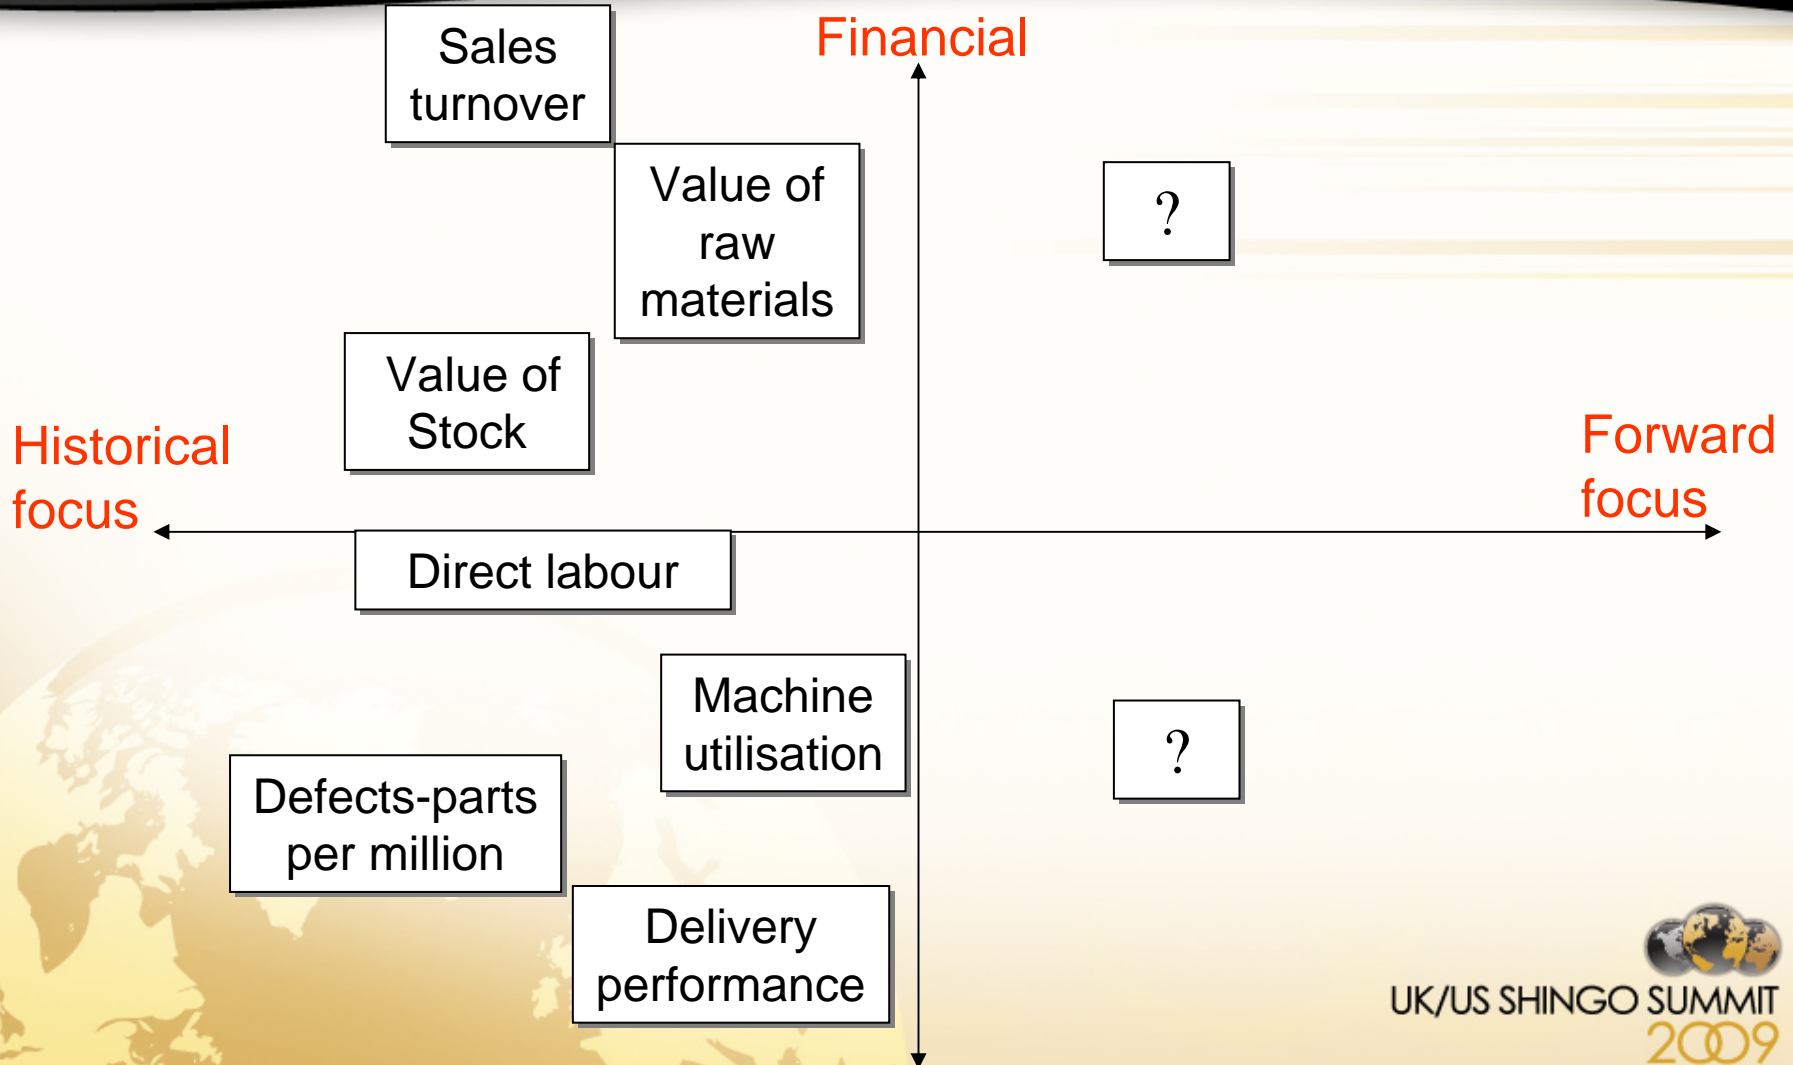 Sales
turnover
Financial
Value of
raw
materials
?
Value of
Stock
Historical
focus
Forward
focus
Direct labour
Machine
utilisation
?
Defects-parts
per million
Delivery
performance
UK/US SHINGO SUMMIT
2009